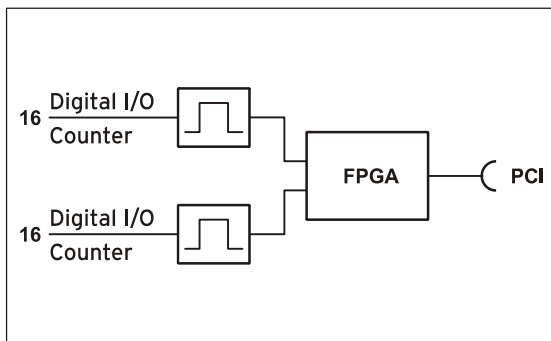 16 Digital I/O
Counter
FPGA
PCI
16 Digital I/O
Counter